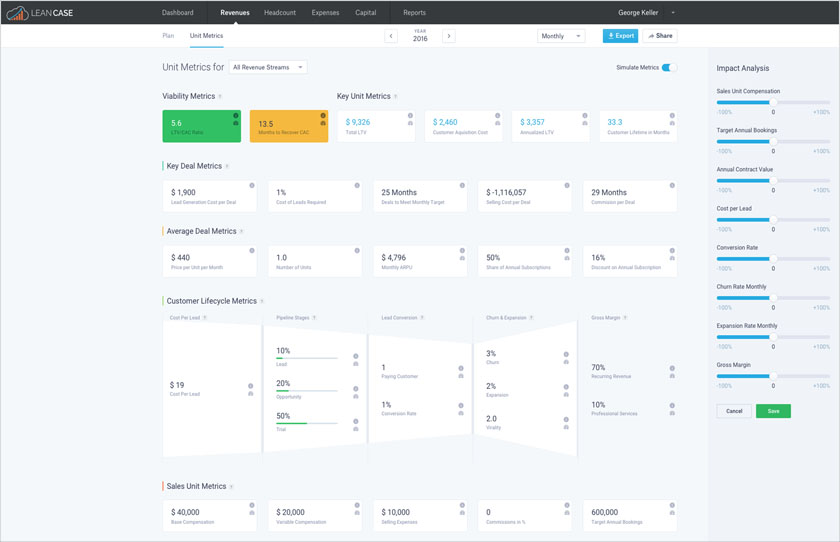 LEANCASE Dashboard Revenues Headcount Expenses Capital Reports George Keller
Plan Unit Metrics YEAR 2016 Monthly Export Share
Unit Metrics for All Revenue Streams Simulate Metrics
Viability Metrics ? Key Unit Metrics ?
5.6
LTV/CAC Ratio
13.5
Months to Recover CAC
$ 9,326
Total LTV
$ 2,460
Customer Aquisition Cost
$ 3,357
Annualized LTV
33.3
Customer Lifetime in Months
Key Deal Metrics ?
$ 1,900
Lead Generation Cost per Deal
1%
Cost of Leads Required
25 Months
Deals to Meet Monthly Target
$ -1,116,057
Selling Cost per Deal
29 Months
Commission per Deal
Average Deal Metrics ?
$ 440
Price per Unit per Month
1.0
Number of Units
$ 4,796
Monthly ARPU
50%
Share of Annual Subscriptions
16%
Discount on Annual Subscription
Customer Lifecycle Metrics ?
Cost Per Lead ? Pipeline Stages ? Lead Conversion ? Churn & Expansion ? Gross Margin ?
$ 19
Cost Per Lead
10%
Lead
20%
Opportunity
50%
Trial
1
Paying Customer
1%
Conversion Rate
3%
Churn
2%
Expansion
2.0
Virality
70%
Recurring Revenue
10%
Professional Services
Sales Unit Metrics ?
$ 40,000
Base Compensation
$ 20,000
Variable Compensation
$ 10,000
Selling Expenses
0
Commissions in %
600,000
Target Annual Bookings
Impact Analysis
Sales Unit Compensation
-100% 0 +100%
Target Annual Bookings
-100% 0 +100%
Annual Contract Value
-100% 0 +100%
Cost per Lead
-100% 0 +100%
Conversion Rate
-100% 0 +100%
Churn Rate Monthly
-100% 0 +100%
Expansion Rate Monthly
-100% 0 +100%
Gross Margin
-100% 0 +100%
Cancel Save